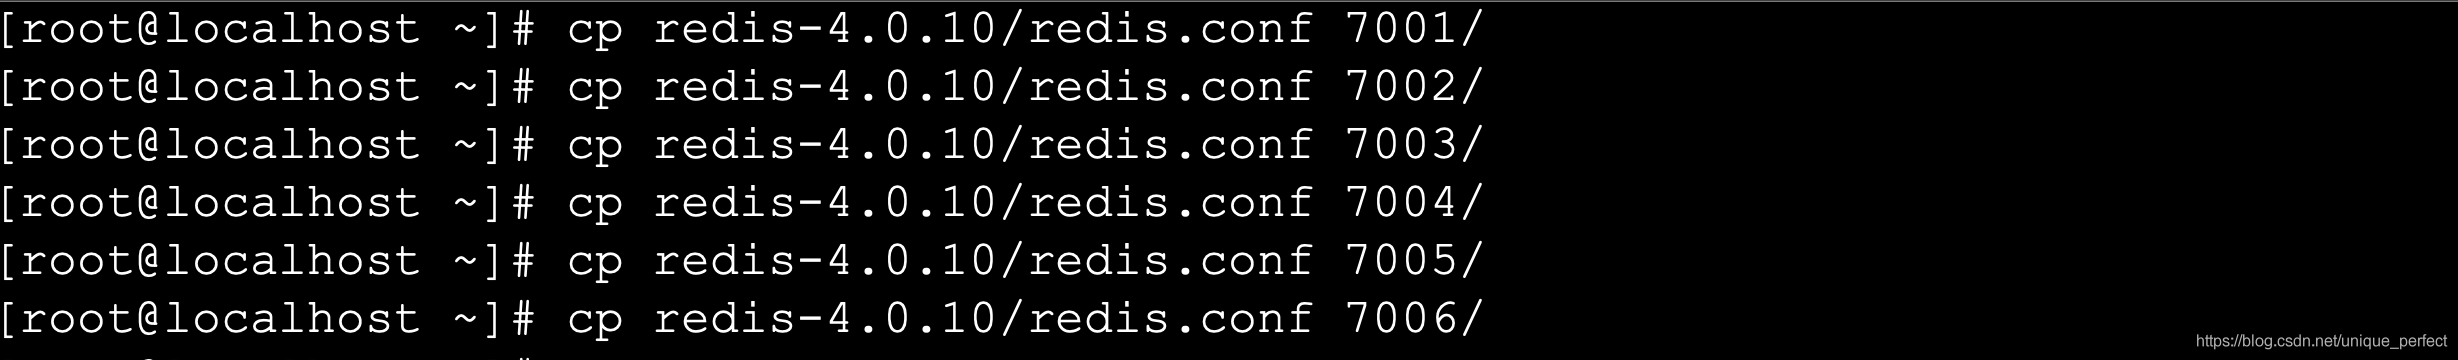 [root@localhost ~]# cp redis-4.0.10/redis.conf 7001/
[root@localhost ~]# cp redis-4.0.10/redis.conf 7002/
[root@localhost ~]# cp redis-4.0.10/redis.conf 7003/
[root@localhost ~]# cp redis-4.0.10/redis.conf 7004/
[root@localhost ~]# cp redis-4.0.10/redis.conf 7005/
[root@localhost ~]# cp redis-4.0.10/redis.conf 7006/
https://blog.csdn.net/unique_perfect